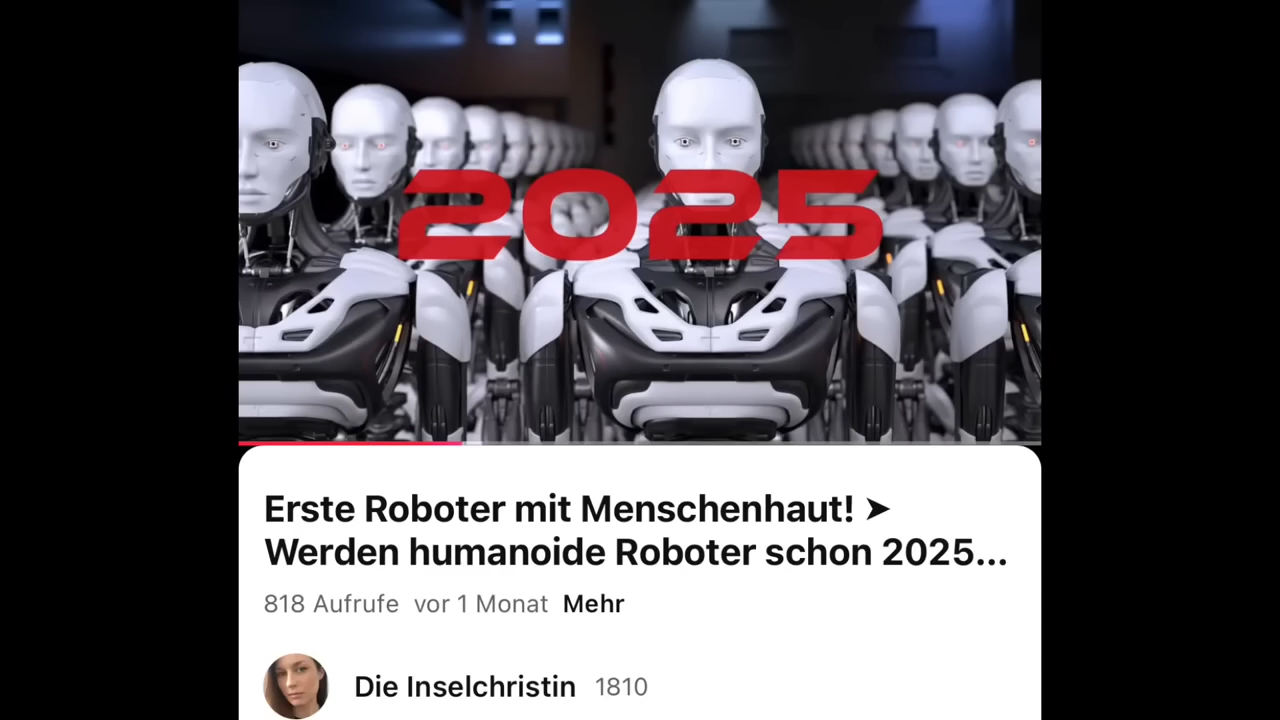 2025
Erste Roboter mit Menschenhaut! ➤
Werden humanoide Roboter schon 2025...
818 Aufrufe vor 1 Monat Mehr
Die Inselchristin 1810